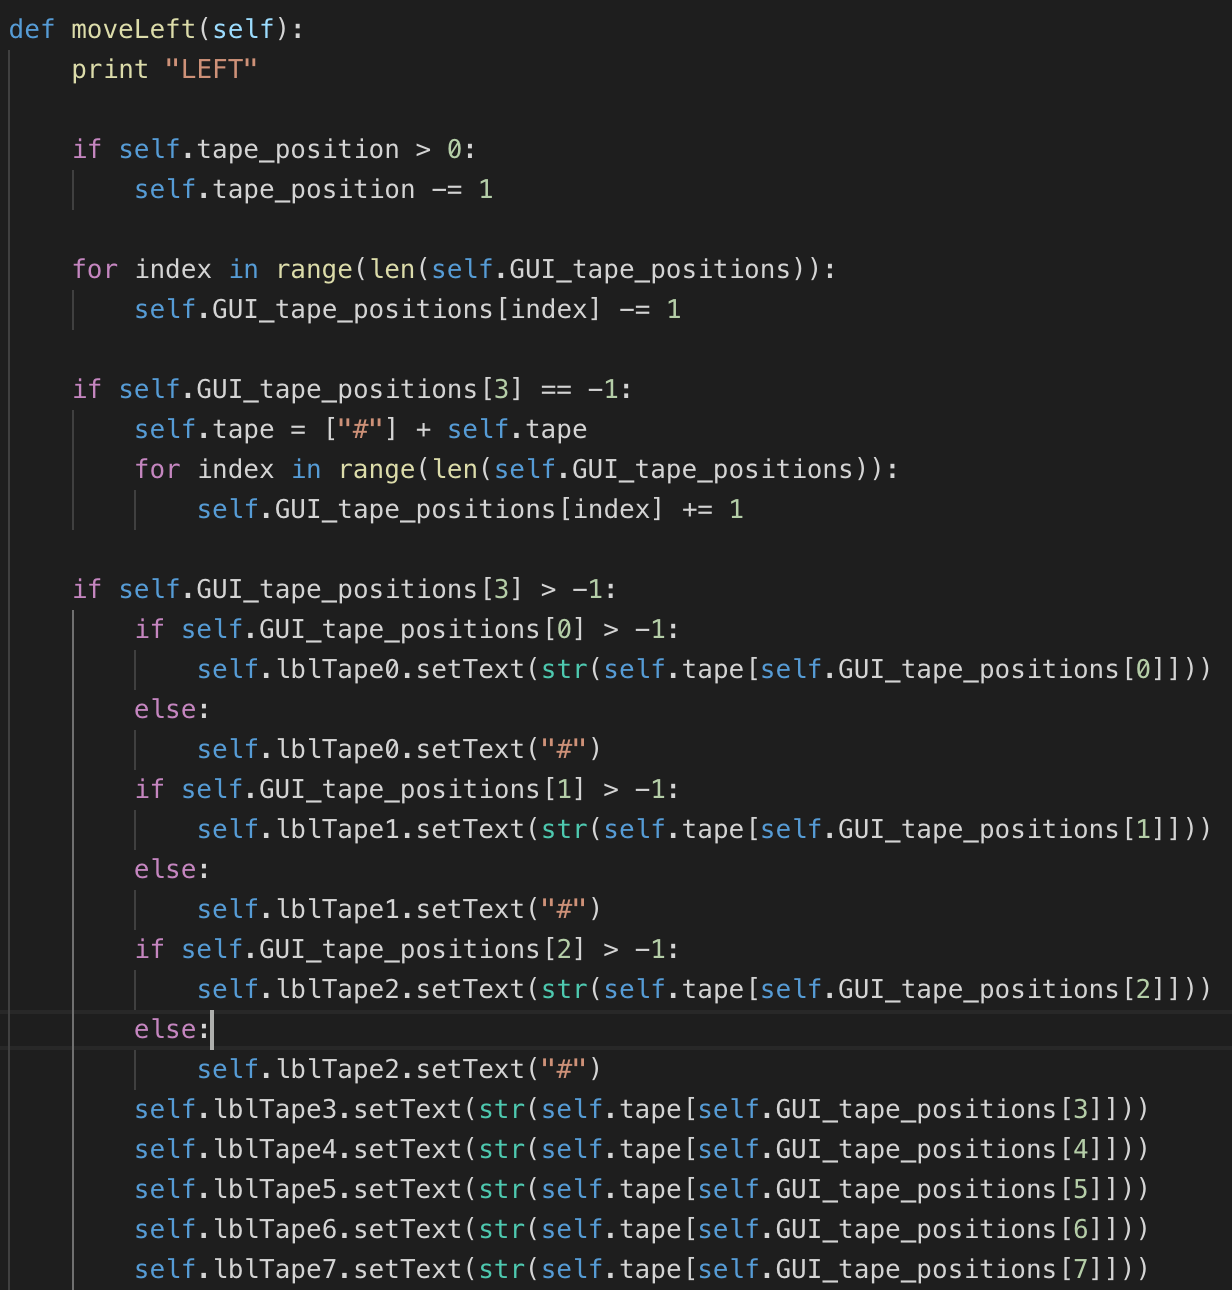 def moveLeft(self):
    print "LEFT"

    if self.tape_position > 0:
        self.tape_position -= 1

    for index in range(len(self.GUI_tape_positions)):
        self.GUI_tape_positions[index] -= 1

    if self.GUI_tape_positions[3] == -1:
        self.tape = ["#"] + self.tape
        for index in range(len(self.GUI_tape_positions)):
            self.GUI_tape_positions[index] += 1

    if self.GUI_tape_positions[3] > -1:
        if self.GUI_tape_positions[0] > -1:
            self.lblTape0.setText(str(self.tape[self.GUI_tape_positions[0]]))
        else:
            self.lblTape0.setText("#")
        if self.GUI_tape_positions[1] > -1:
            self.lblTape1.setText(str(self.tape[self.GUI_tape_positions[1]]))
        else:
            self.lblTape1.setText("#")
        if self.GUI_tape_positions[2] > -1:
            self.lblTape2.setText(str(self.tape[self.GUI_tape_positions[2]]))
        else:
            self.lblTape2.setText("#")
        self.lblTape3.setText(str(self.tape[self.GUI_tape_positions[3]]))
        self.lblTape4.setText(str(self.tape[self.GUI_tape_positions[4]]))
        self.lblTape5.setText(str(self.tape[self.GUI_tape_positions[5]]))
        self.lblTape6.setText(str(self.tape[self.GUI_tape_positions[6]]))
        self.lblTape7.setText(str(self.tape[self.GUI_tape_positions[7]]))